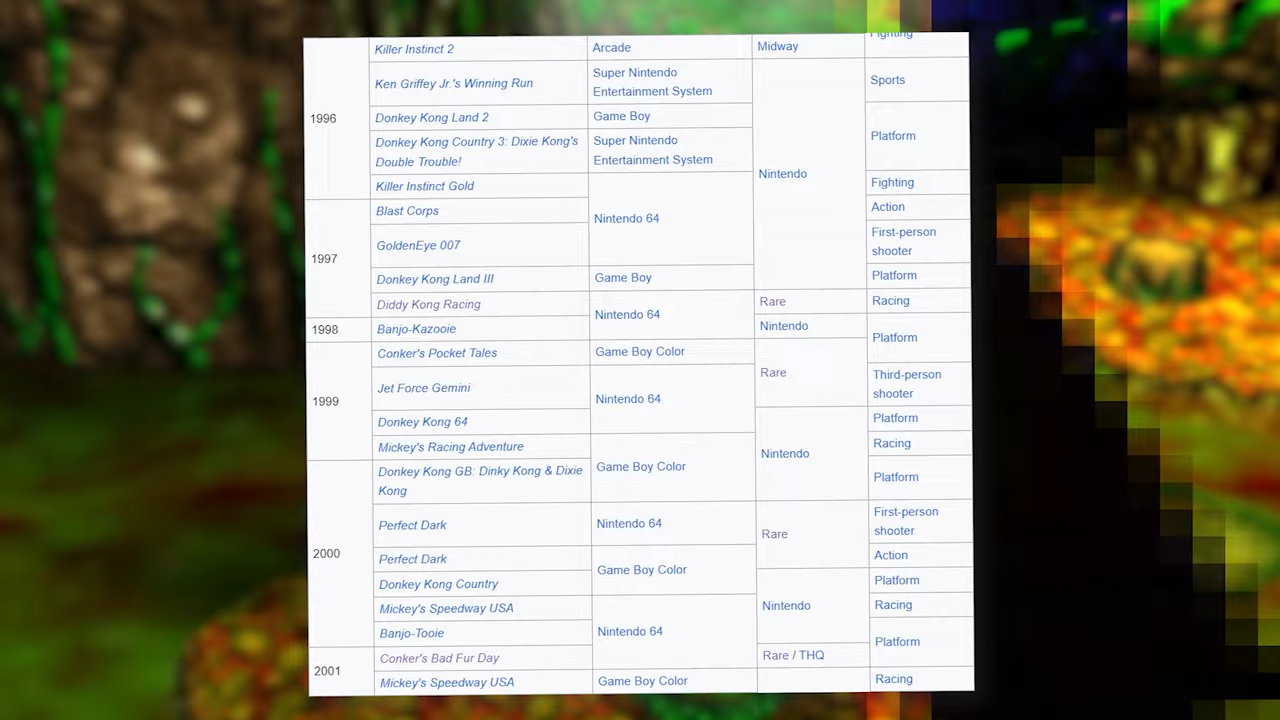 Killer Instinct 2 Arcade Midway Fighting
Ken Griffey Jr.'s Winning Run Super Nintendo Sports
Entertainment System
1996 Donkey Kong Land 2 Game Boy
Donkey Kong Country 3: Dixie Kong's Super Nintendo Platform
Double Trouble! Entertainment System
Nintendo
Killer Instinct Gold Fighting
Blast Corps Nintendo 64 Action
GoldenEye 007 First-person
shooter
1997
Donkey Kong Land III Game Boy Platform
Diddy Kong Racing Rare Racing
Nintendo 64
1998 Banjo-Kazooie Nintendo
Platform
Conker's Pocket Tales Game Boy Color
Rare
Jet Force Gemini Third-person
shooter
1999 Nintendo 64
Donkey Kong 64 Platform
Mickey's Racing Adventure Racing
Nintendo
Donkey Kong GB: Dinky Kong & Dixie Game Boy Color Platform
Kong
Perfect Dark Nintendo 64 First-person
shooter
Rare
2000 Perfect Dark Action
Game Boy Color
Donkey Kong Country Platform
Mickey's Speedway USA Nintendo Racing
Banjo-Tooie Nintendo 64
Platform
2001 Conker's Bad Fur Day Rare / THQ
Mickey's Speedway USA Game Boy Color Racing